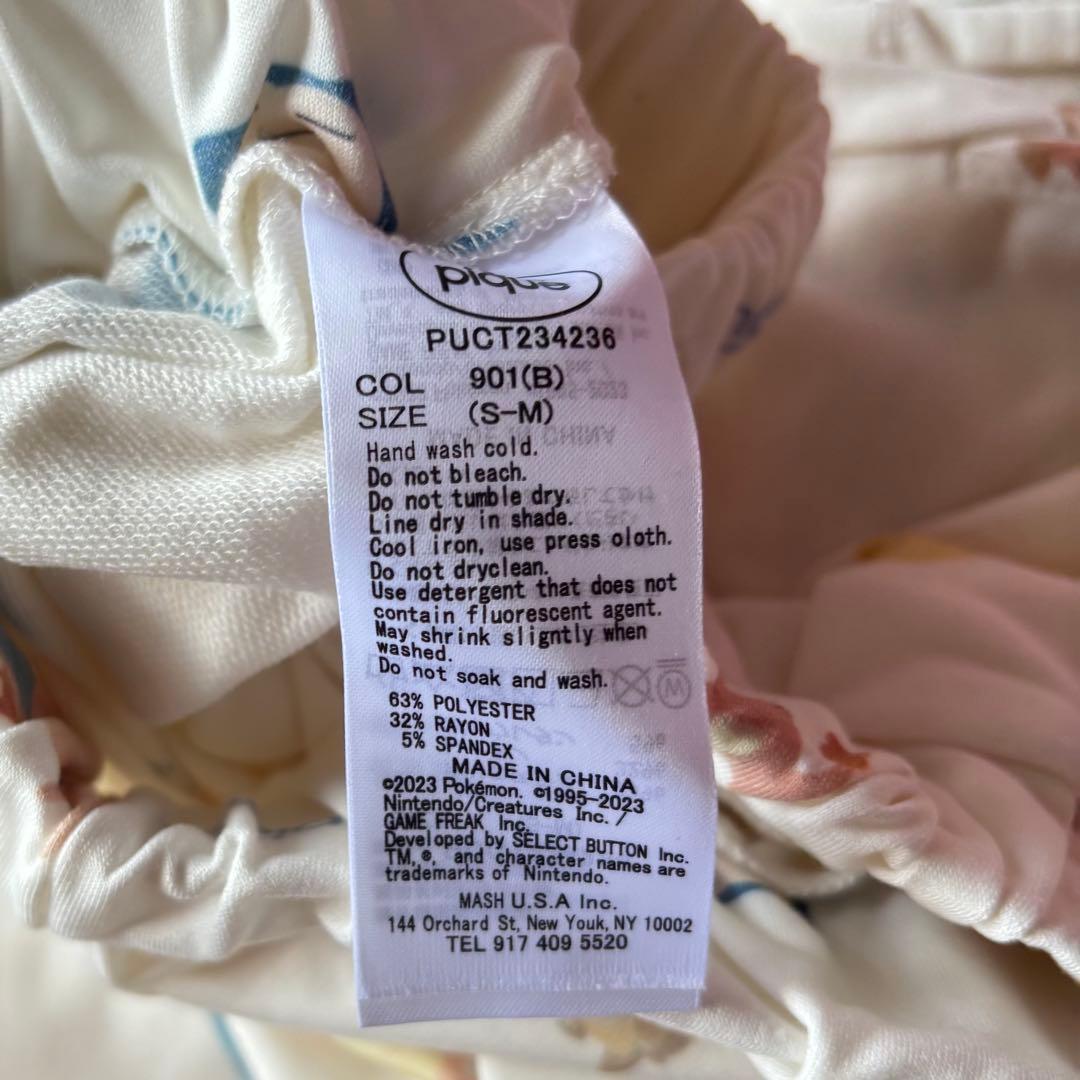 PUCT234236
COL 901(B)
SIZE (S-M)
Hand wash cold.
Do not bleach.
Do not tumble dry.
Line dry in shade.
Cool iron, use press oloth.
Do not dryclean.
Use detergent that does not
contain fluorescent agent.
May shrink sligntly when
washed.
Do not soak and wash.
63% POLYESTER
32% RAYON
5% SPANDEX
MADE IN CHINA
©2023 Pokémon. ©1995-2023
Nintendo/Creatures Inc. /
GAME FREAK Inc.
Developed by SELECT BUTTON Inc.
TM,®, and character names are
trademarks of Nintendo.
MASH U.S.A Inc.
144 Orchard St, New Youk, NY 10002
TEL 917 409 5520